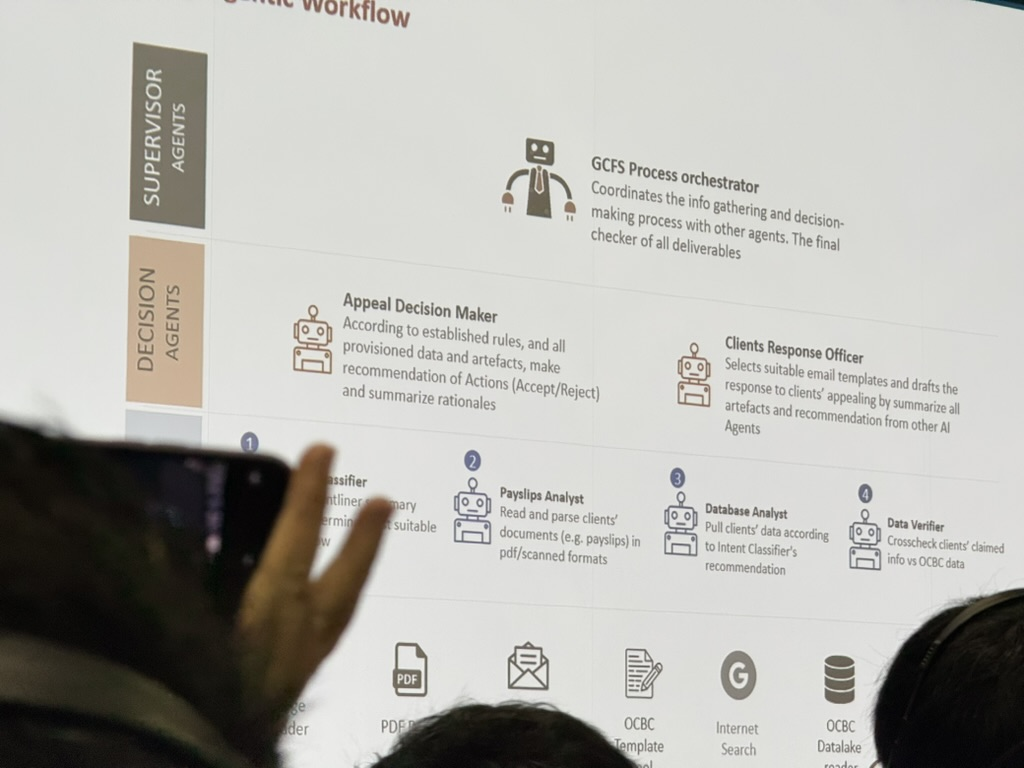 Workflow
SUPERVISOR
AGENTS
GCFS Process orchestrator
Coordinates the info gathering and decision-
making process with other agents. The final
checker of all deliverables
DECISION
AGENTS
Appeal Decision Maker
According to established rules, and all
provisioned data and artefacts, make
recommendation of Actions (Accept/Reject)
and summarize rationales
Clients Response Officer
Selects suitable email templates and drafts the
response to clients' appealing by summarize all
artefacts and recommendation from other AI
Agents
1
suitable
2
Payslips Analyst
Read and parse clients'
documents (e.g. payslips) in
pdf/scanned formats
3
Database Analyst
Pull clients' data according
to Intent Classifier's
recommendation
4
Data Verifier
Crosscheck clients' claimed
info vs OCBC data
PDF
PDF
OCBC
Template
G
Internet
Search
OCBC
Datalake
reader